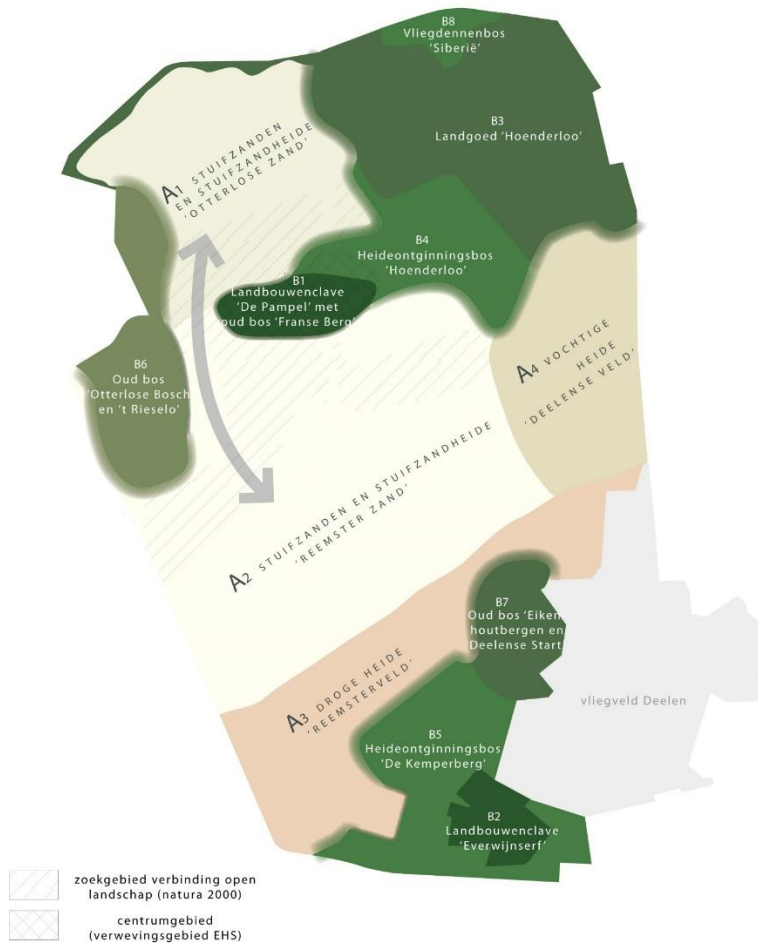 B8
Vliegdennenbos
'Siberië'
B3
Landgoed 'Hoenderloo'
A1 STUIFZANDEN
EN STUIFZANDHEIDE
'OTTERLOSE ZAND'
B4
Heideontginningsbos
'Hoenderloo'
B1
Landbouwenclave
'De Pampel' met
oud bos 'Franse Berg'
A4 VOCHTIGE
HEIDE
'DEELENSE VELD'
B6
Oud bos
'Otterlose Bosch
en 't Rieselo'
A2 STUIFZANDEN EN STUIFZANDHEIDE
'REEMSTER ZAND'
B7
Oud bos 'Eiken
houtbergen en
Deelense Start'
A3 DROGE HEIDE
'REEMSTERVELD'
vliegveld Deelen
B5
Heideontginningsbos
'De Kemperberg'
B2
Landbouwenclave
'Everwijnserf'
zoekgebied verbinding open
landschap (natura 2000)
centrumgebied
(verwevingsgebied EHS)